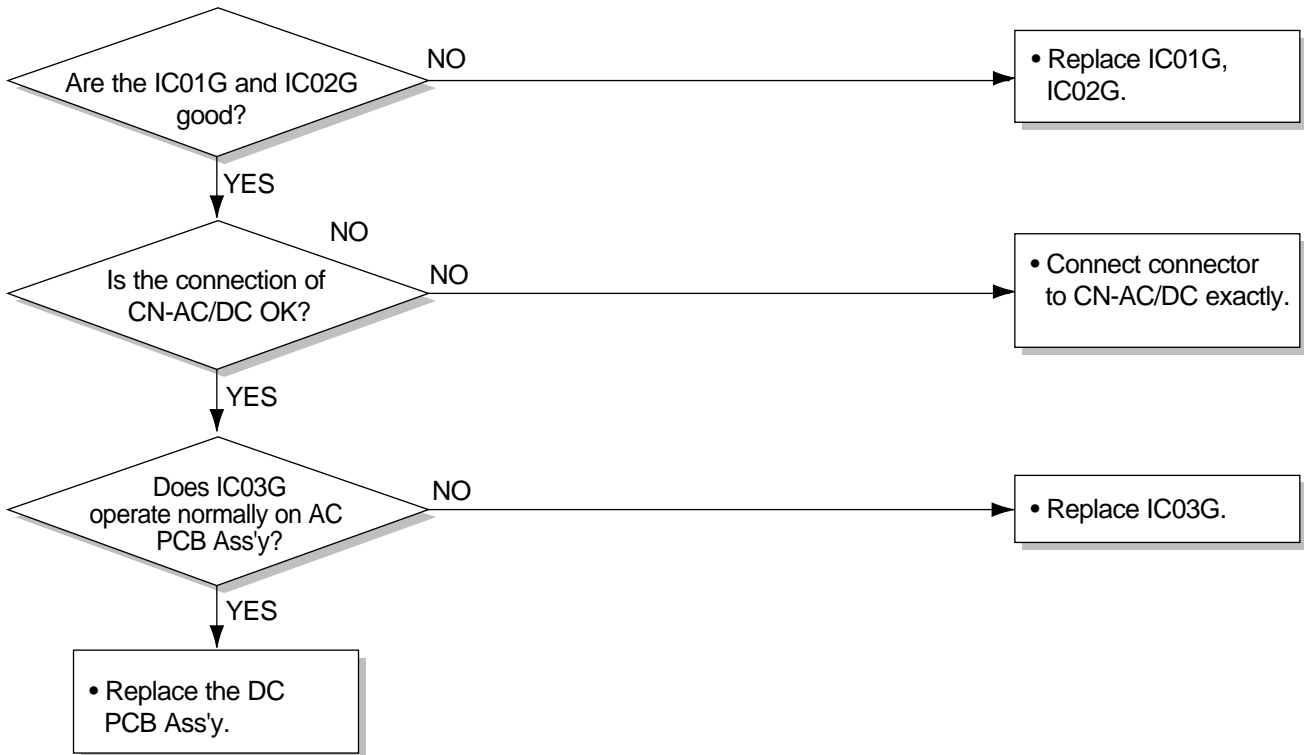 Are the IC01G and IC02G
good?
NO
• Replace IC01G,
IC02G.
YES
NO
Is the connection of
CN-AC/DC OK?
NO
• Connect connector
to CN-AC/DC exactly.
YES
Does IC03G
operate normally on AC
PCB Ass'y?
NO
• Replace IC03G.
YES
• Replace the DC
PCB Ass'y.